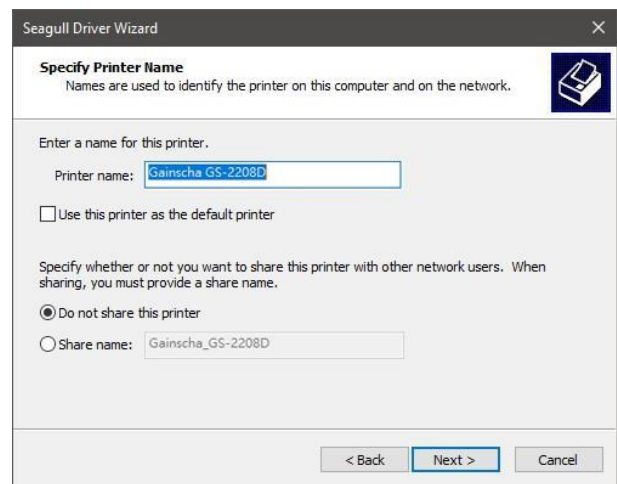 Seagull Driver Wizard
Specify Printer Name
Names are used to identify the printer on this computer and on the network.
Enter a name for this printer.
Printer name: Gainscha GS-2208D
Use this printer as the default printer
Specify whether or not you want to share this printer with other network users. When
sharing, you must provide a share name.
Do not share this printer
Share name: Gainscha_GS-2208D
< Back Next > Cancel